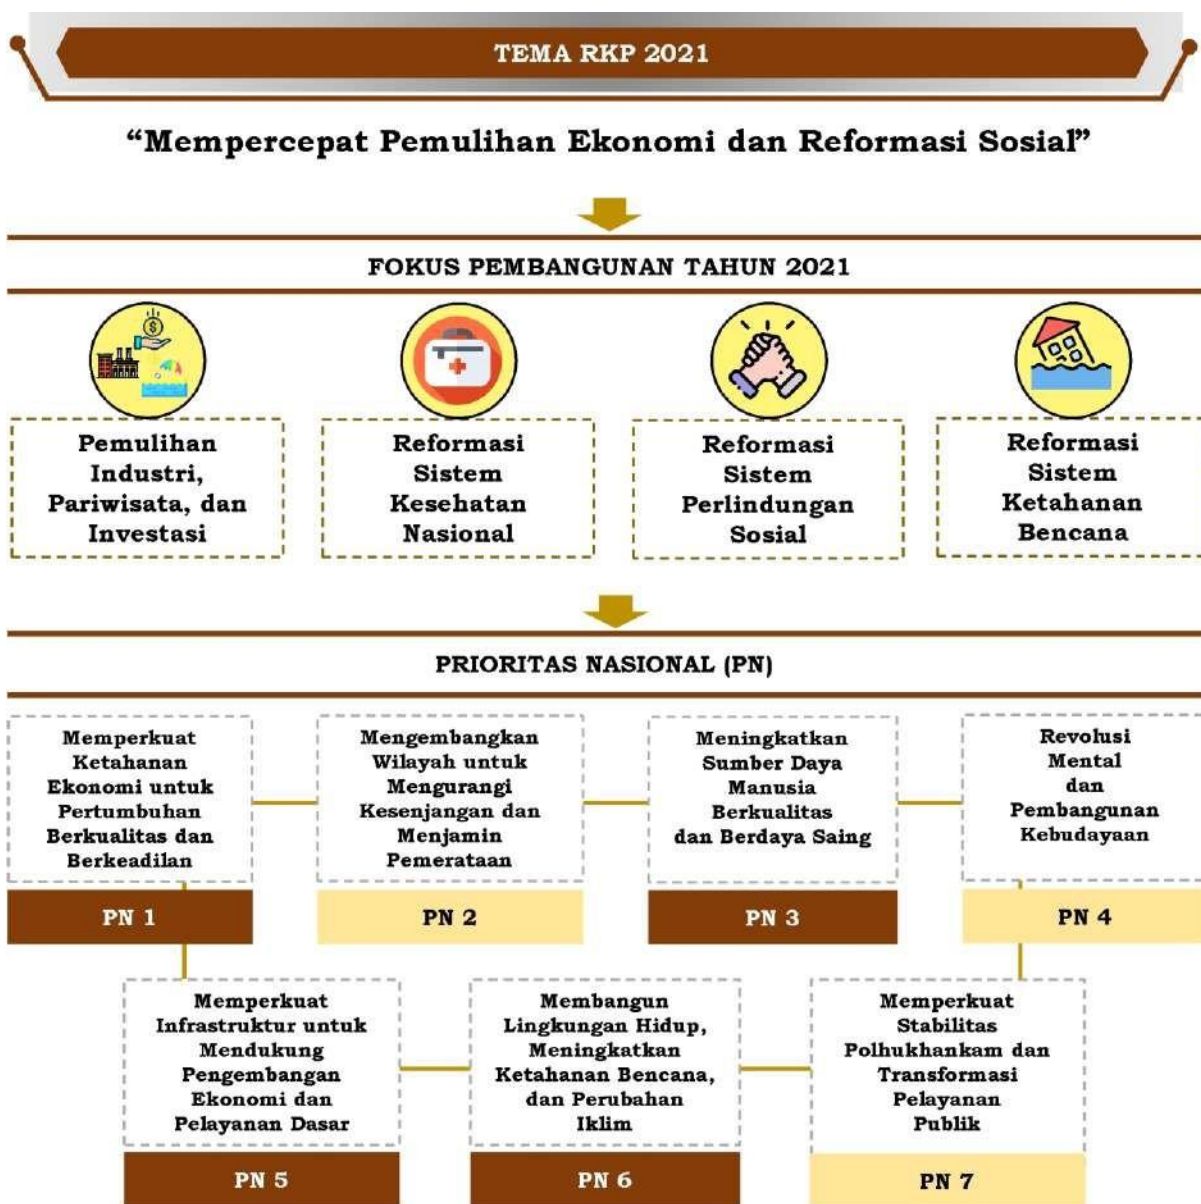 TEMA RKP 2021
“Mempercepat Pemulihan Ekonomi dan Reformasi Sosial”
FOKUS PEMBANGUNAN TAHUN 2021
Pemulihan
Industri,
Pariwisata, dan
Investasi
Reformasi
Sistem
Kesehatan
Nasional
Reformasi
Sistem
Perlindungan
Sosial
Reformasi
Sistem
Ketahanan
Bencana
PRIORITAS NASIONAL (PN)
Memperkuat
Ketahanan
Ekonomi untuk
Pertumbuhan
Berkualitas dan
Berkeadilan
PN 1
Mengembangkan
Wilayah untuk
Mengurangi
Kesenjangan dan
Menjamin
Pemerataan
PN 2
Meningkatkan
Sumber Daya
Manusia
Berkualitas
dan Berdaya Saing
PN 3
Revolusi
Mental
dan
Pembangunan
Kebudayaan
PN 4
Memperkuat
Infrastruktur untuk
Mendukung
Pengembangan
Ekonomi dan
Pelayanan Dasar
PN 5
Membangun
Lingkungan Hidup,
Meningkatkan
Ketahanan Bencana,
dan Perubahan
Iklim
PN 6
Memperkuat
Stabilitas
Polhukhankam dan
Transformasi
Pelayanan
Publik
PN 7